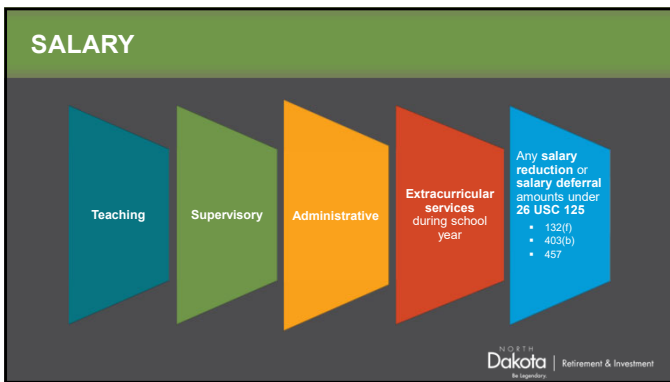 SALARY
Teaching
Supervisory
Administrative
Extracurricular
services
during school
year
Any salary
reduction or
salary deferral
amounts under
26 USC 125
▪ 132(f)
▪ 403(b)
▪ 457
NORTH
Dakota | Retirement & Investment
Be Legendary.